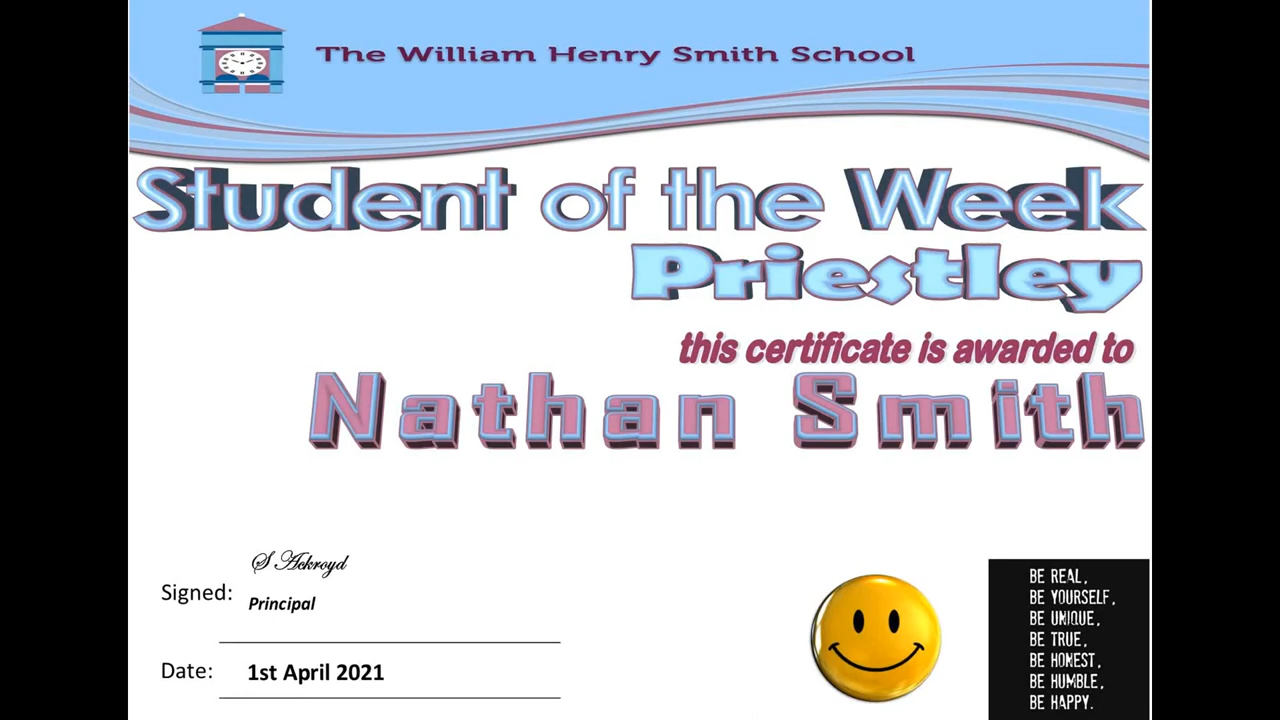 The William Henry Smith School
Student of the Week
Priestley
this certificate is awarded to
Nathan Smith
S Ackroyd
Signed:
Principal
Date: 1st April 2021
BE REAL,
BE YOURSELF,
BE UNIQUE,
BE TRUE,
BE HONEST,
BE HUMBLE,
BE HAPPY.